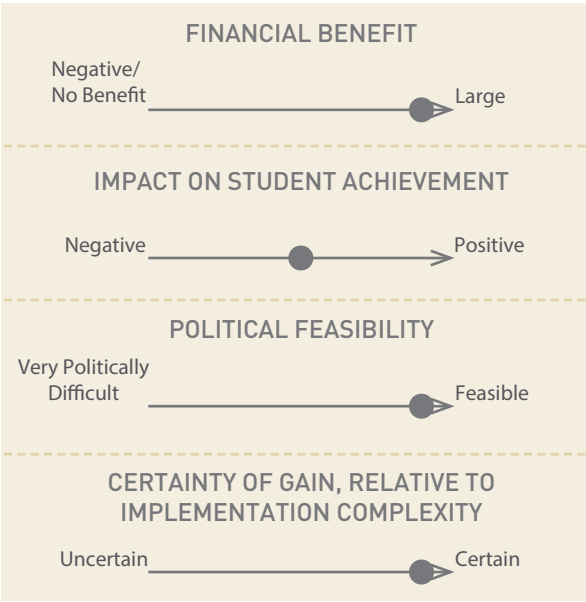 FINANCIAL BENEFIT
Negative/
No Benefit
Large
IMPACT ON STUDENT ACHIEVEMENT
Negative
Positive
POLITICAL FEASIBILITY
Very Politically
Difficult
Feasible
CERTAINTY OF GAIN, RELATIVE TO
IMPLEMENTATION COMPLEXITY
Uncertain
Certain